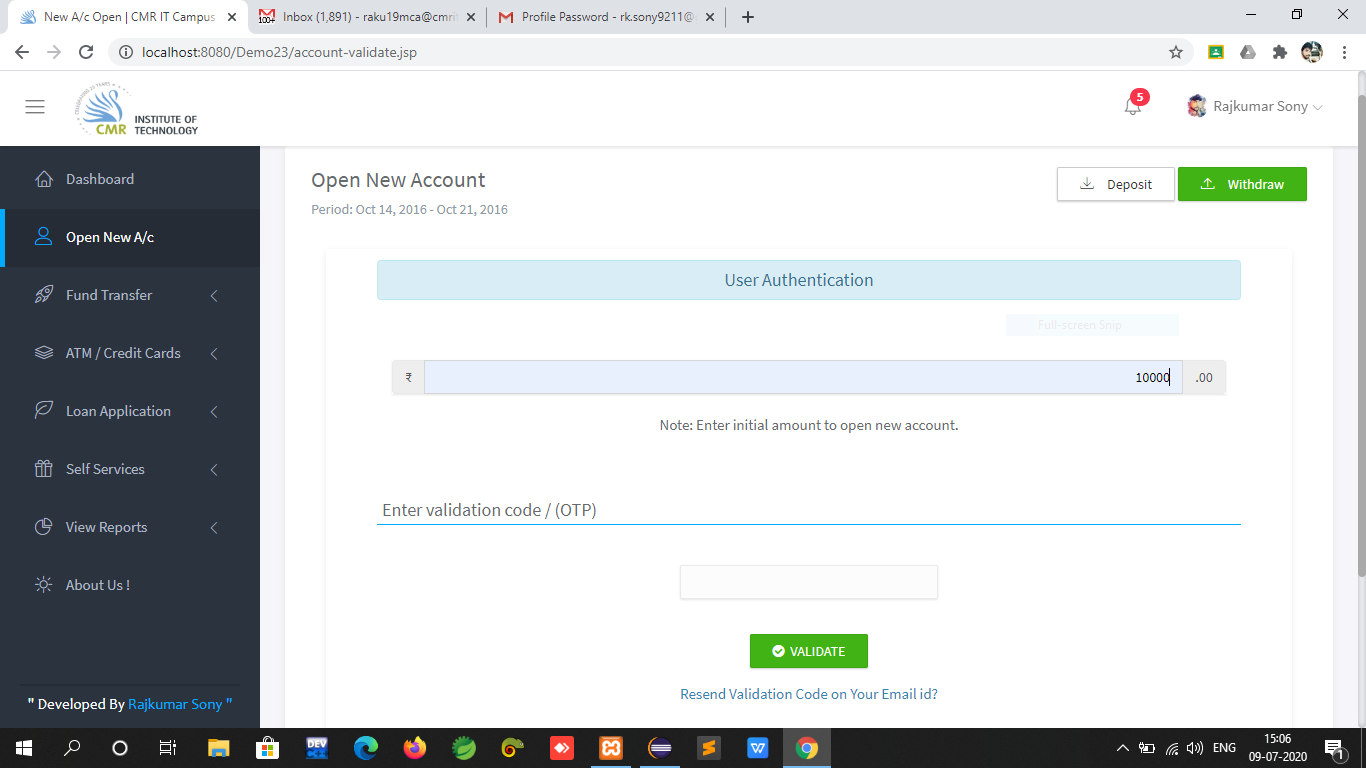 New A/c Open | CMR IT Campus
Inbox (1,891) - raku19mca@cmri
Profile Password - rk.sony9211@
localhost:8080/Demo23/account-validate.jsp
CMR
INSTITUTE OF
TECHNOLOGY
5
Rajkumar Sony
Dashboard
Open New A/c
Fund Transfer
ATM / Credit Cards
Loan Application
Self Services
View Reports
About Us !
" Developed By Rajkumar Sony "
Open New Account
Period: Oct 14, 2016 - Oct 21, 2016
Deposit
Withdraw
User Authentication
Full-screen Snip
₹ 10000 .00
Note: Enter initial amount to open new account.
Enter validation code / (OTP)
VALIDATE
Resend Validation Code on Your Email id?
DEV
ENG
15:06
09-07-2020
1